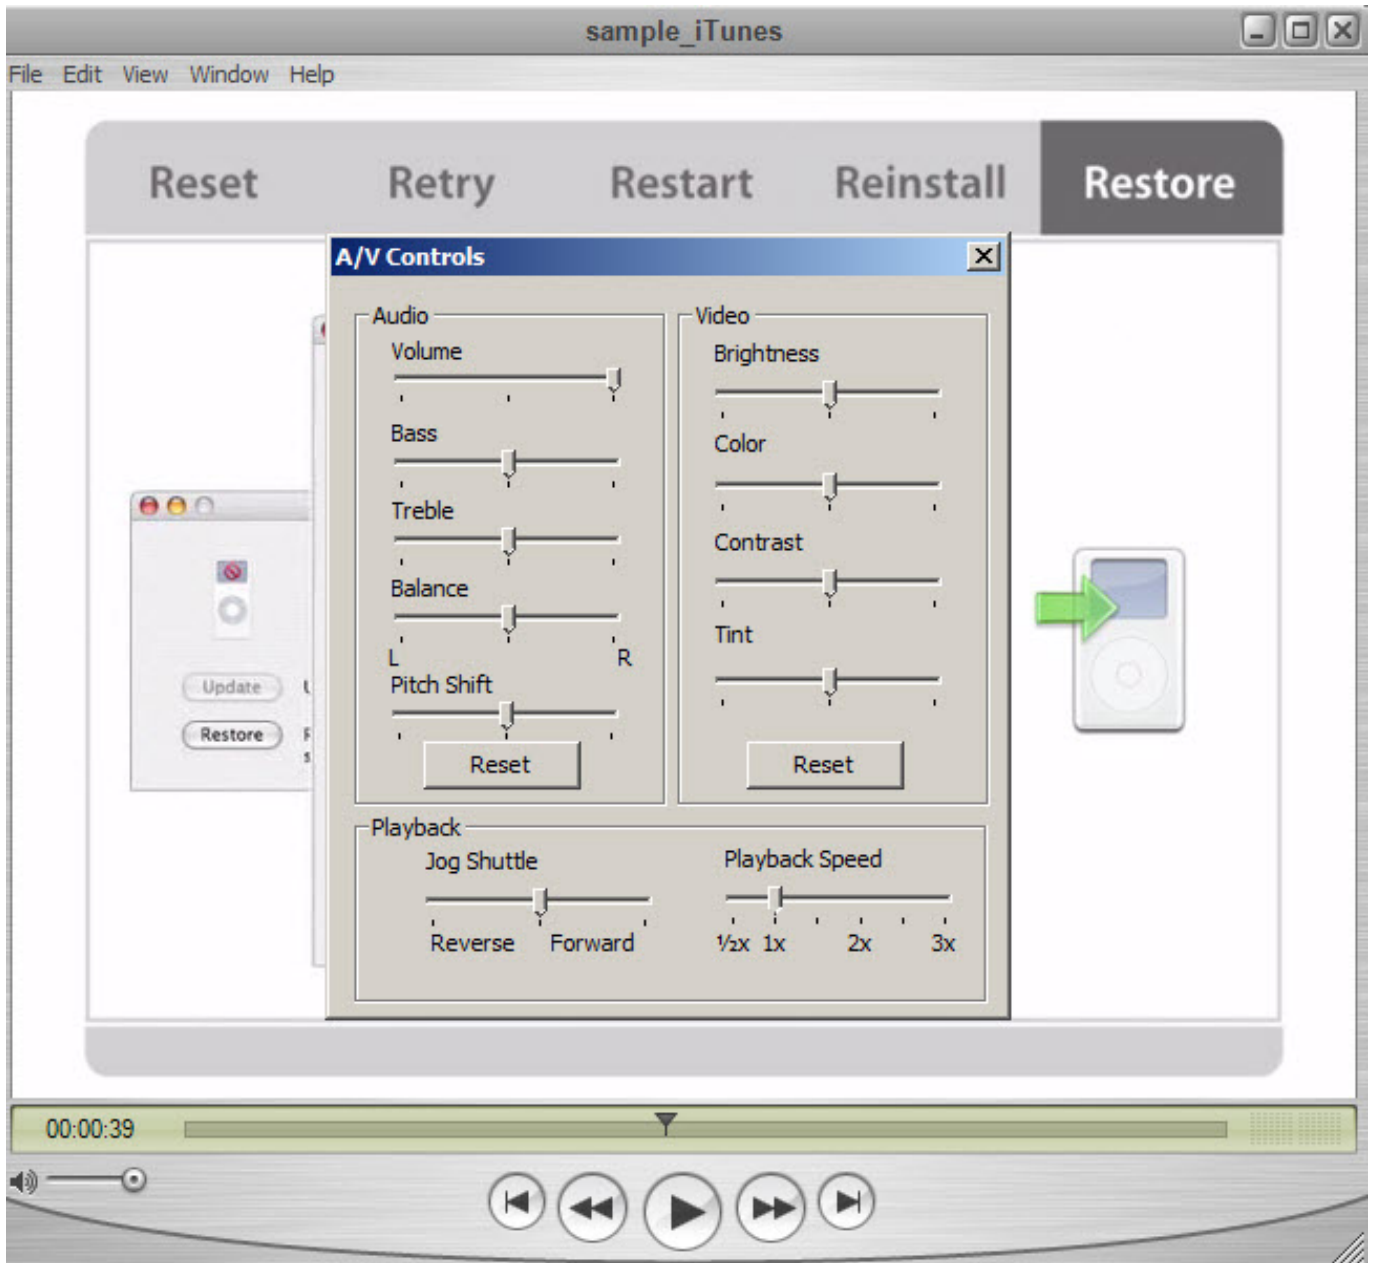 sample_iTunes
File Edit View Window Help
Reset Retry Restart Reinstall Restore
A/V Controls
Audio
Volume
Bass
Treble
Balance
L R
Pitch Shift
Reset
Video
Brightness
Color
Contrast
Tint
Reset
Update
Restore
Playback
Jog Shuttle
Reverse Forward
Playback Speed
½x 1x 2x 3x
00:00:39